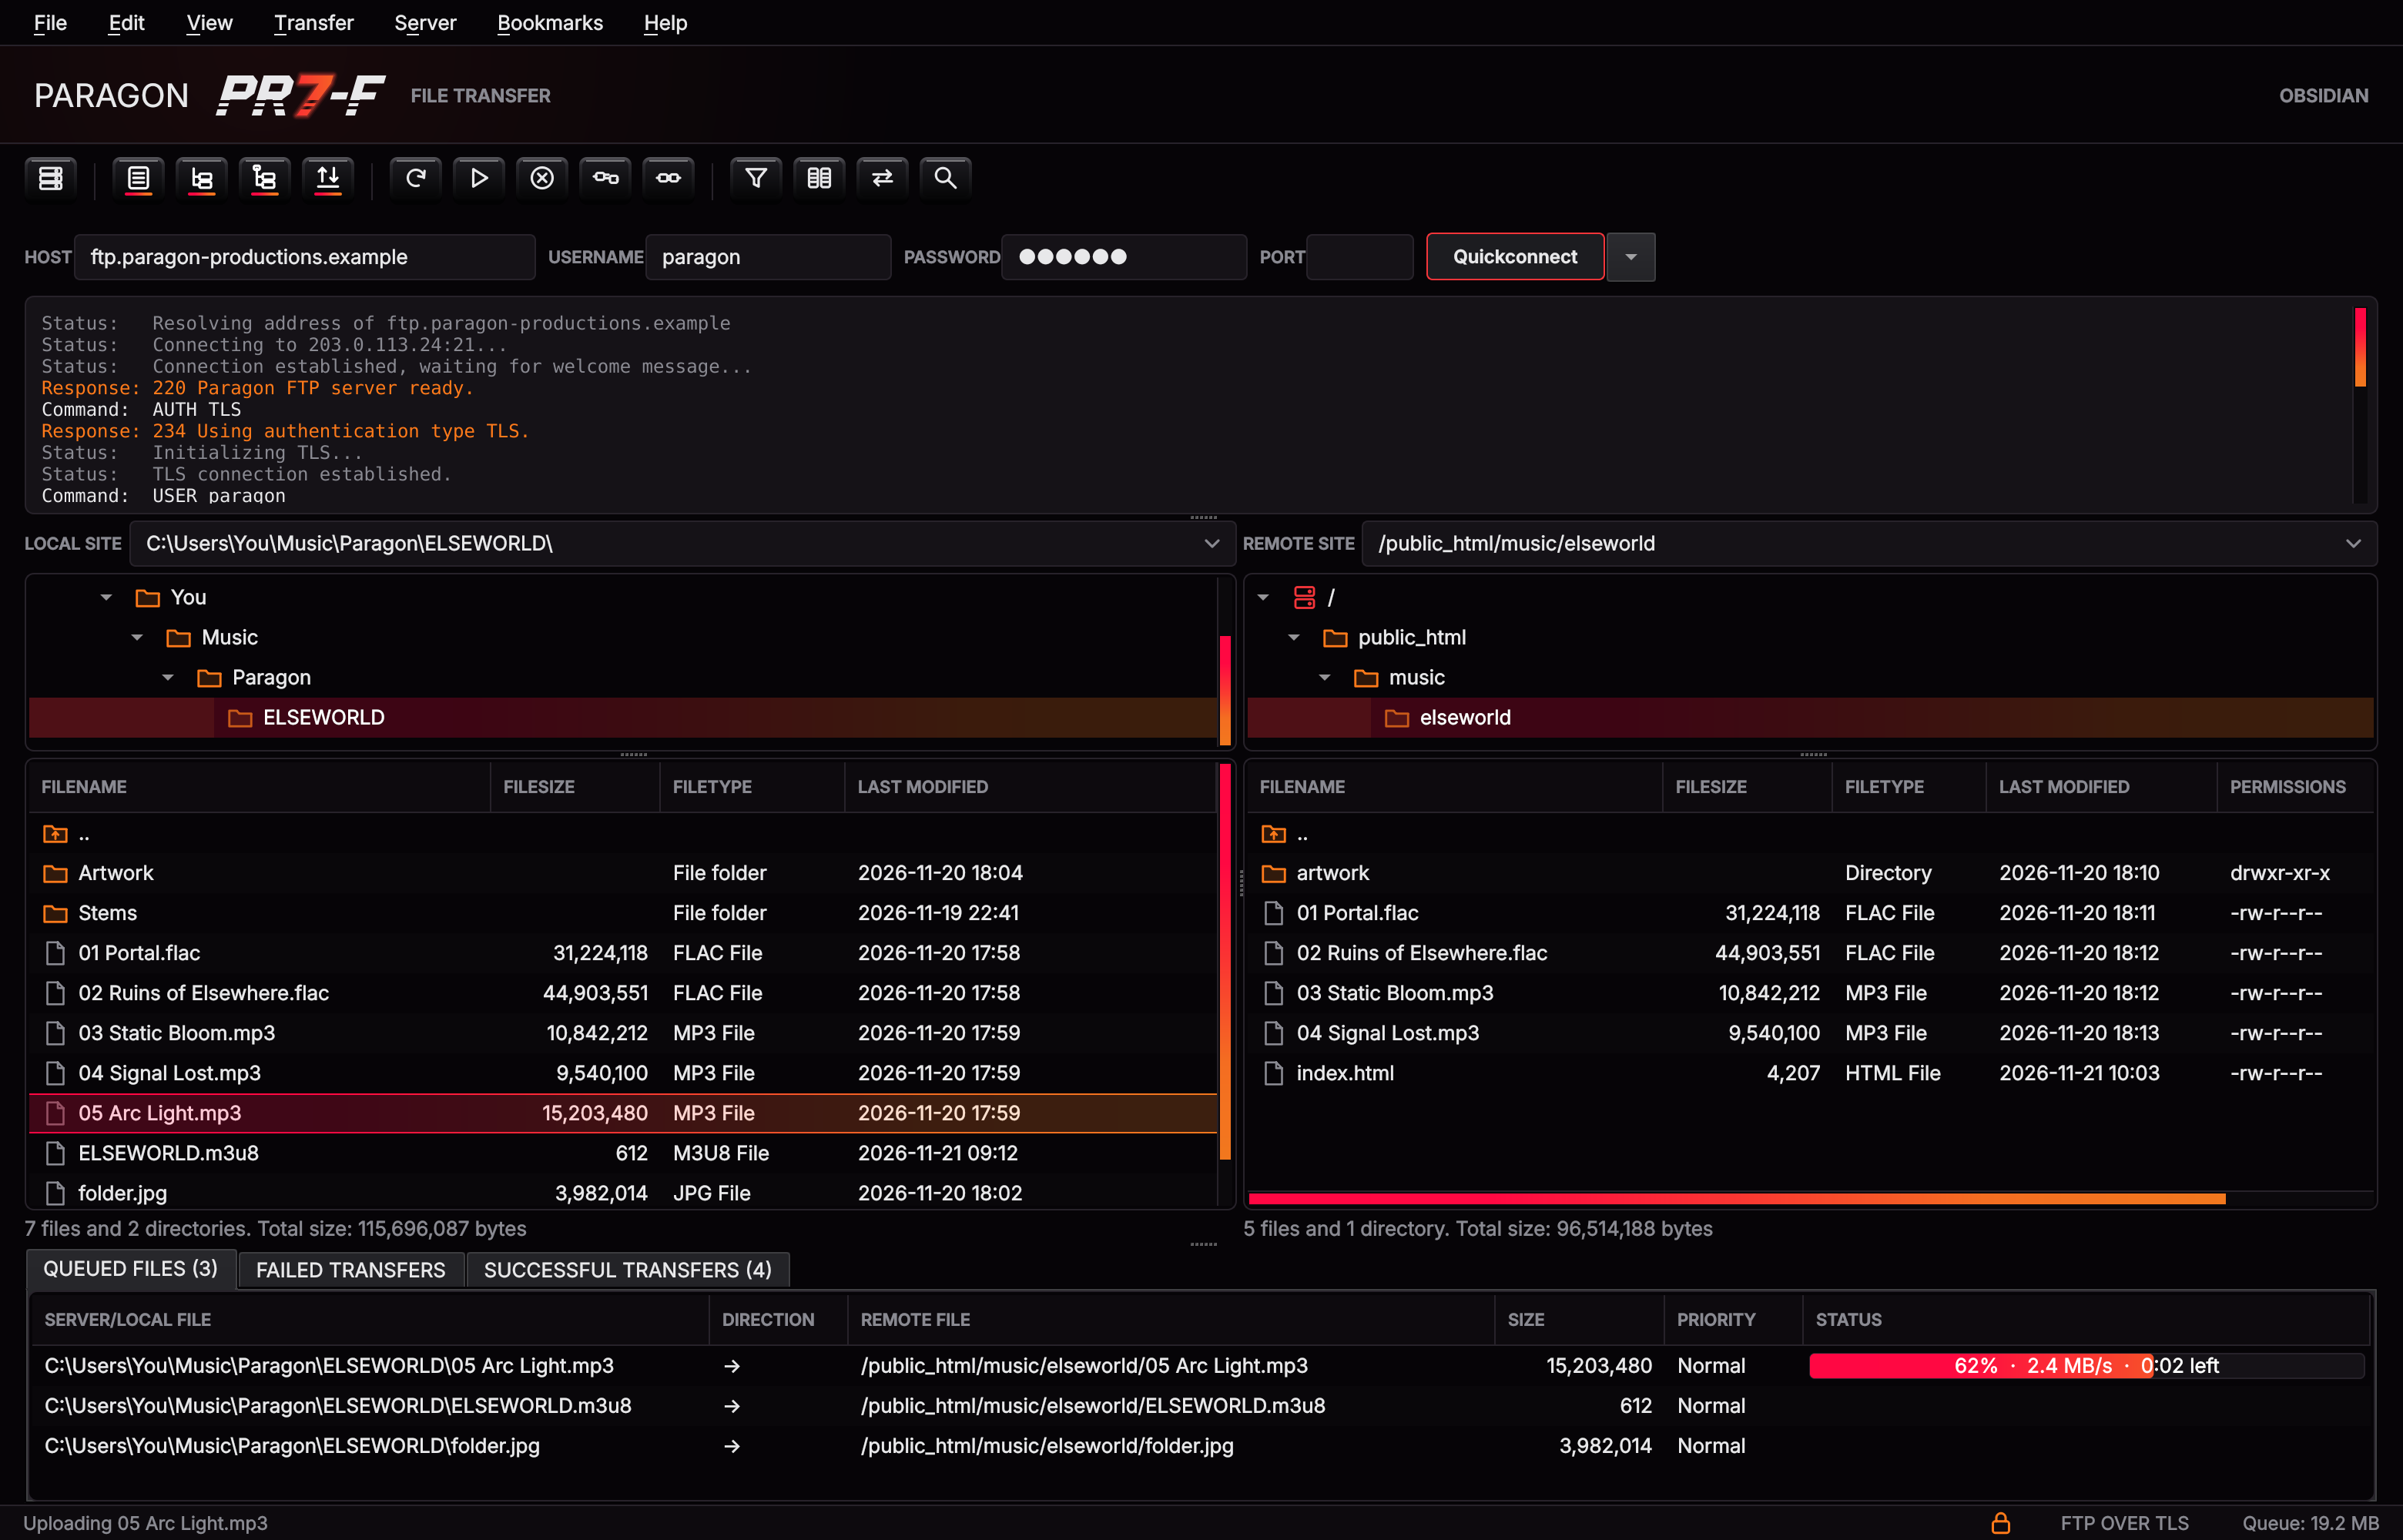 File Edit View Transfer Server Bookmarks Help
PARAGON PR7-F FILE TRANSFER OBSIDIAN
HOST ftp.paragon-productions.example USERNAME paragon PASSWORD ●●●●●● PORT Quickconnect
Status: Resolving address of ftp.paragon-productions.example
Status: Connecting to 203.0.113.24:21...
Status: Connection established, waiting for welcome message...
Response: 220 Paragon FTP server ready.
Command: AUTH TLS
Response: 234 Using authentication type TLS.
Status: Initializing TLS...
Status: TLS connection established.
Command: USER paragon
LOCAL SITE C:\Users\You\Music\Paragon\ELSEWORLD\
You
Music
Paragon
ELSEWORLD
FILENAME FILESIZE FILETYPE LAST MODIFIED
..
Artwork File folder 2026-11-20 18:04
Stems File folder 2026-11-19 22:41
01 Portal.flac 31,224,118 FLAC File 2026-11-20 17:58
02 Ruins of Elsewhere.flac 44,903,551 FLAC File 2026-11-20 17:58
03 Static Bloom.mp3 10,842,212 MP3 File 2026-11-20 17:59
04 Signal Lost.mp3 9,540,100 MP3 File 2026-11-20 17:59
05 Arc Light.mp3 15,203,480 MP3 File 2026-11-20 17:59
ELSEWORLD.m3u8 612 M3U8 File 2026-11-21 09:12
folder.jpg 3,982,014 JPG File 2026-11-20 18:02
7 files and 2 directories. Total size: 115,696,087 bytes
REMOTE SITE /public_html/music/elseworld
/
public_html
music
elseworld
FILENAME FILESIZE FILETYPE LAST MODIFIED PERMISSIONS
..
artwork Directory 2026-11-20 18:10 drwxr-xr-x
01 Portal.flac 31,224,118 FLAC File 2026-11-20 18:11 -rw-r--r--
02 Ruins of Elsewhere.flac 44,903,551 FLAC File 2026-11-20 18:12 -rw-r--r--
03 Static Bloom.mp3 10,842,212 MP3 File 2026-11-20 18:12 -rw-r--r--
04 Signal Lost.mp3 9,540,100 MP3 File 2026-11-20 18:13 -rw-r--r--
index.html 4,207 HTML File 2026-11-21 10:03 -rw-r--r--
5 files and 1 directory. Total size: 96,514,188 bytes
QUEUED FILES (3) FAILED TRANSFERS SUCCESSFUL TRANSFERS (4)
SERVER/LOCAL FILE DIRECTION REMOTE FILE SIZE PRIORITY STATUS
C:\Users\You\Music\Paragon\ELSEWORLD\05 Arc Light.mp3 → /public_html/music/elseworld/05 Arc Light.mp3 15,203,480 Normal 62% · 2.4 MB/s · 0:02 left
C:\Users\You\Music\Paragon\ELSEWORLD\ELSEWORLD.m3u8 → /public_html/music/elseworld/ELSEWORLD.m3u8 612 Normal
C:\Users\You\Music\Paragon\ELSEWORLD\folder.jpg → /public_html/music/elseworld/folder.jpg 3,982,014 Normal
Uploading 05 Arc Light.mp3 FTP OVER TLS Queue: 19.2 MB